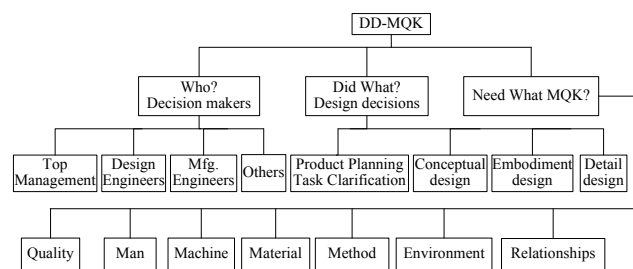 DD-MQK
Who?
Decision makers
Did What?
Design decisions
Need What MQK?
Top
Management
Design
Engineers
Mfg.
Engineers
Others
Product Planning
Task Clarification
Conceptual
design
Embodiment
design
Detail
design
Quality
Man
Machine
Material
Method
Environment
Relationships